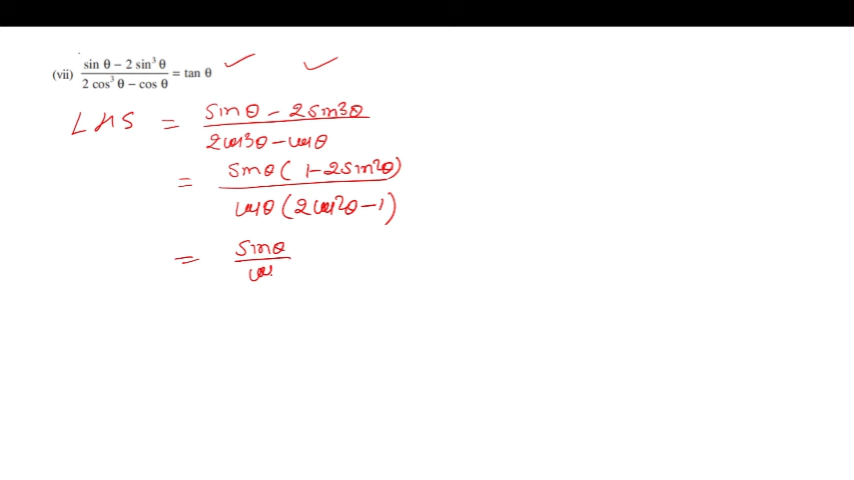 (vii) (sin θ − 2 sin³ θ)/(2 cos³ θ − cos θ) = tan θ ✓ ✓
LHS = (sinθ − 2sin3θ)/(2cos3θ − cosθ)
= (sinθ(1−2sin²θ))/(cosθ(2cos²θ−1))
= sinθ/cos